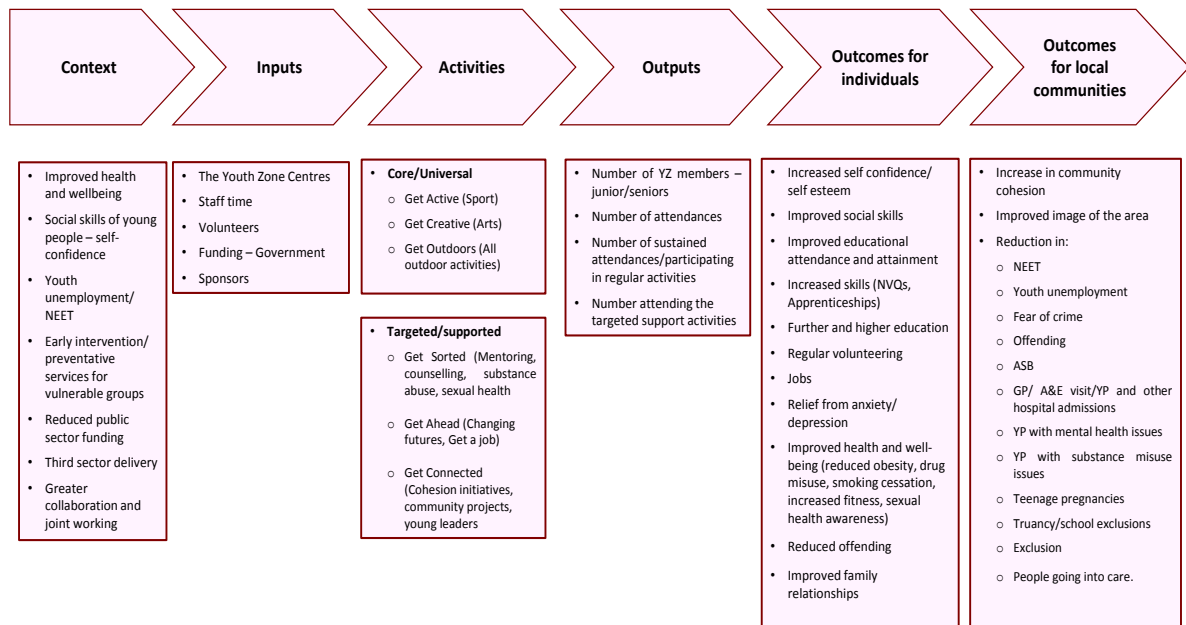 Context
Inputs
Activities
Outputs
Outcomes for
individuals
Outcomes
for local
communities
• Improved health
and wellbeing
• Social skills of young
people – self-
confidence
• Youth
unemployment/
NEET
• Early intervention/
preventative
services for
vulnerable groups
• Reduced public
sector funding
• Third sector delivery
• Greater
collaboration and
joint working
• The Youth Zone Centres
• Staff time
• Volunteers
• Funding – Government
• Sponsors
• Core/Universal
o Get Active (Sport)
o Get Creative (Arts)
o Get Outdoors (All
outdoor activities)
• Targeted/supported
o Get Sorted (Mentoring,
counselling, substance
abuse, sexual health
o Get Ahead (Changing
futures, Get a job)
o Get Connected
(Cohesion initiatives,
community projects,
young leaders
• Number of YZ members –
junior/seniors
• Number of attendances
• Number of sustained
attendances/participating
in regular activities
• Number attending the
targeted support activities
• Increased self confidence/
self esteem
• Improved social skills
• Improved educational
attendance and attainment
• Increased skills (NVQs,
Apprenticeships)
• Further and higher education
• Regular volunteering
• Jobs
• Relief from anxiety/
depression
• Improved health and well-
being (reduced obesity, drug
misuse, smoking cessation,
increased fitness, sexual
health awareness)
• Reduced offending
• Improved family
relationships
• Increase in community
cohesion
• Improved image of the area
• Reduction in:
o NEET
o Youth unemployment
o Fear of crime
o Offending
o ASB
o GP/ A&E visit/YP and other
hospital admissions
o YP with mental health issues
o YP with substance misuse
issues
o Teenage pregnancies
o Truancy/school exclusions
o Exclusion
o People going into care.